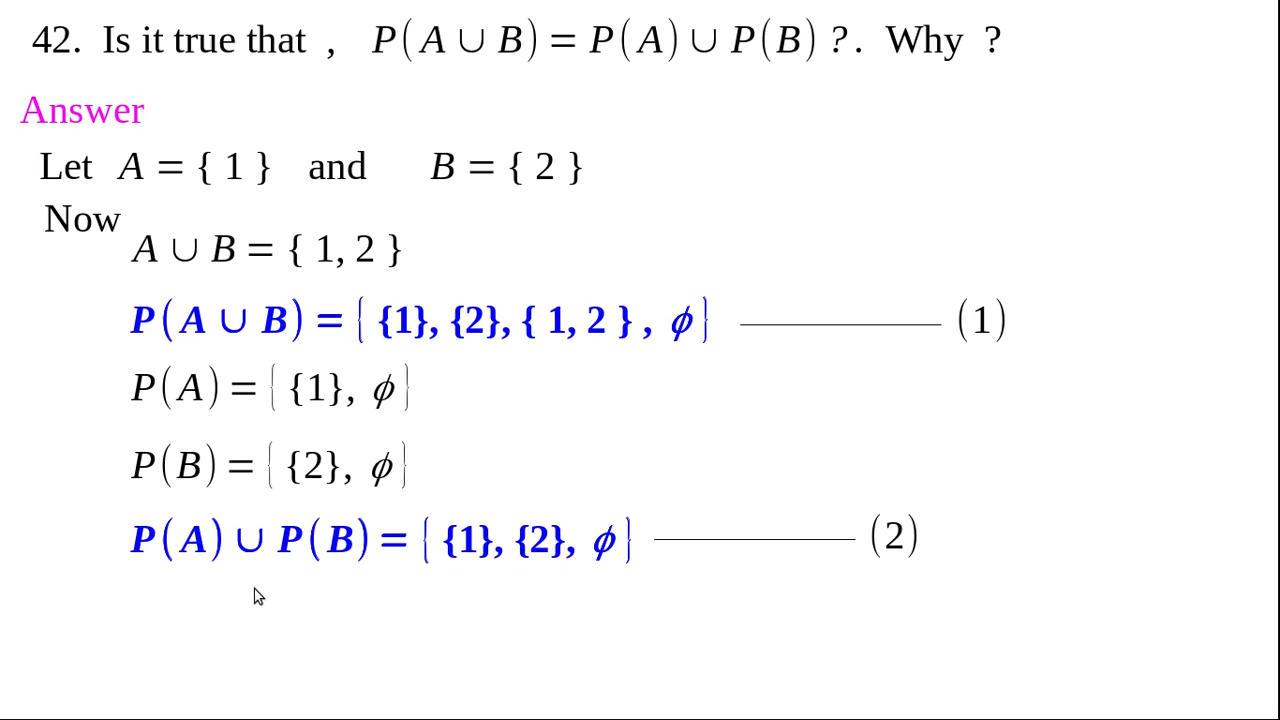 42. Is it true that , P(A ∪ B) = P(A) ∪ P(B) ?. Why ?
Answer
Let A = { 1 } and B = { 2 }
Now
A ∪ B = { 1, 2 }
P(A ∪ B) = { {1}, {2}, { 1, 2 } , ϕ } (1)
P(A) = { {1}, ϕ }
P(B) = { {2}, ϕ }
P(A) ∪ P(B) = { {1}, {2}, ϕ } (2)